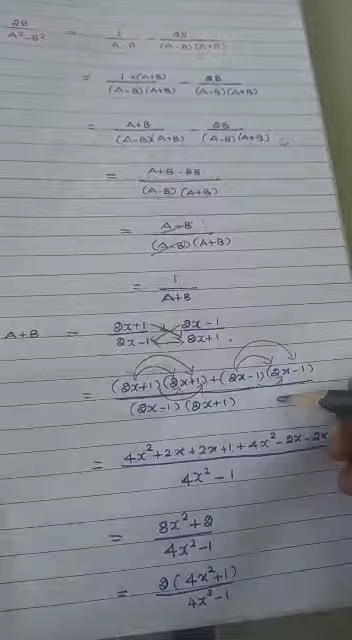 2B/(A²-B²) = 1/(A-B) - 2B/((A-B)(A+B))
= 1×(A+B)/((A-B)(A+B)) - 2B/((A-B)(A+B))
= (A+B)/((A-B)(A+B)) - 2B/((A-B)(A+B))
= (A+B-2B)/((A-B)(A+B))
= (A-B)/((A-B)(A+B))
= 1/(A+B)
A+B = (2x+1)/(2x-1) (2x-1)/(2x+1).
= ((2x+1)(2x+1)+(2x-1)(2x-1))/((2x-1)(2x+1))
= (4x²+2x+2x+1+4x²-2x-2x)/(4x²-1)
= (8x²+2)/(4x²-1)
= 2(4x²+1)/(4x²-1)